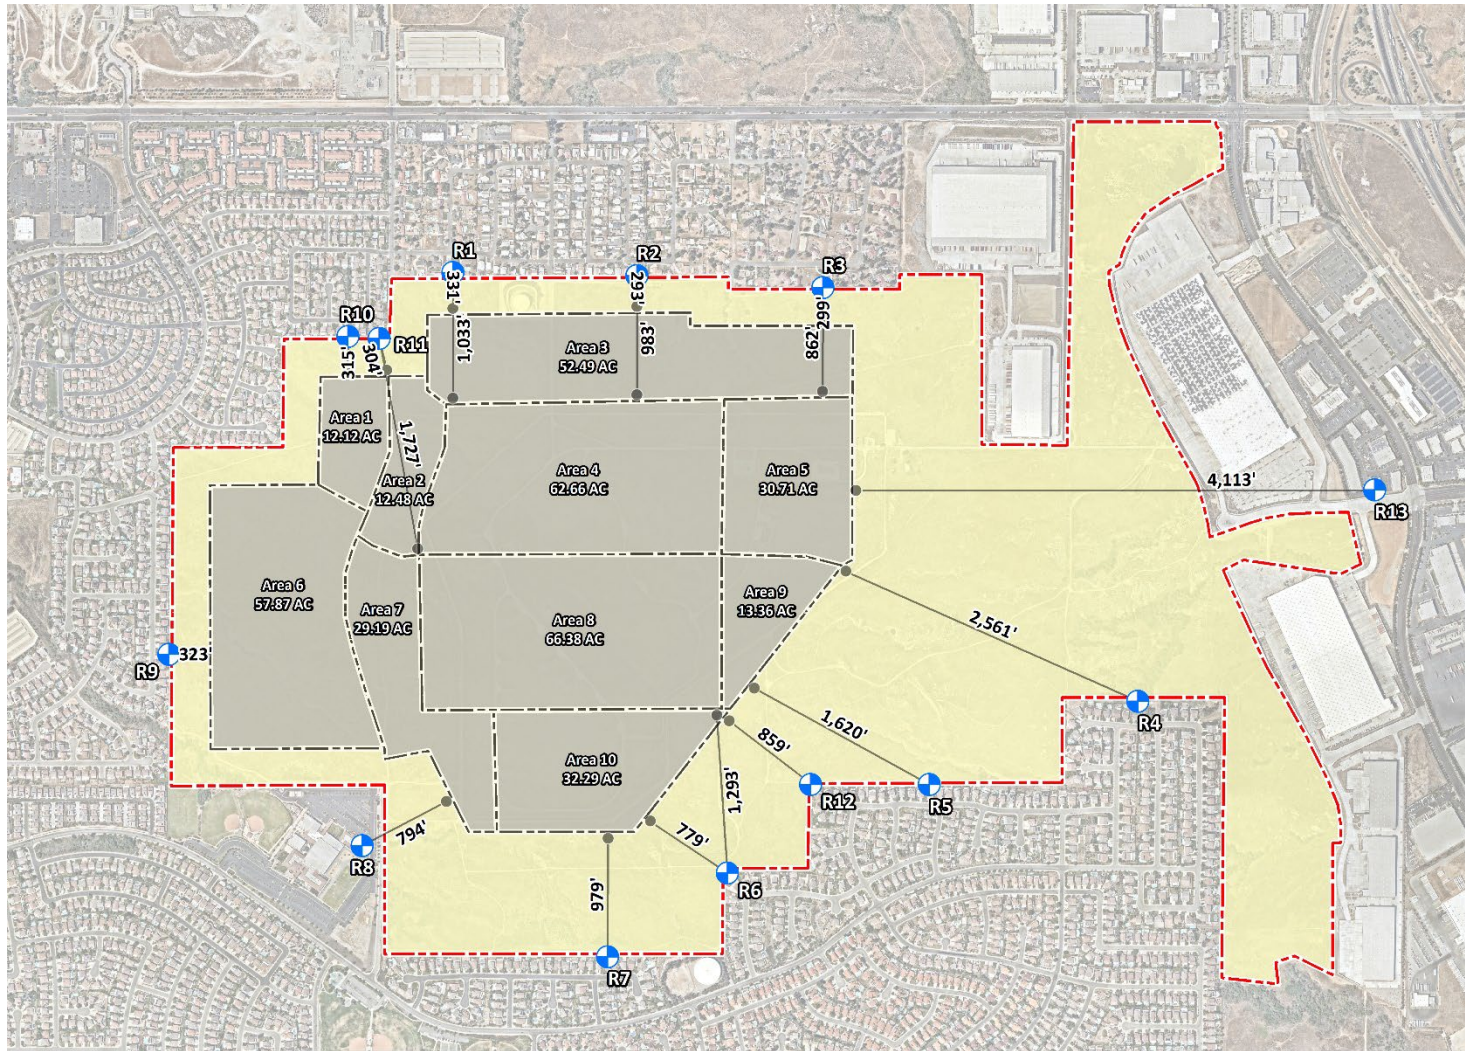 R1
R2
R3
331'
293'
299'
R10
R11
315'
304'
1,033'
983'
862'
Area 3
52.49 AC
Area 1
12.12 AC
1,727'
Area 2
12.48 AC
Area 4
62.66 AC
Area 5
30.71 AC
4,113'
R13
Area 6
57.87 AC
Area 7
29.19 AC
Area 8
66.38 AC
Area 9
13.36 AC
2,561'
R9
323'
R4
1,620'
859'
Area 10
32.29 AC
1,293'
R12
R5
794'
779'
R8
R6
979'
R7